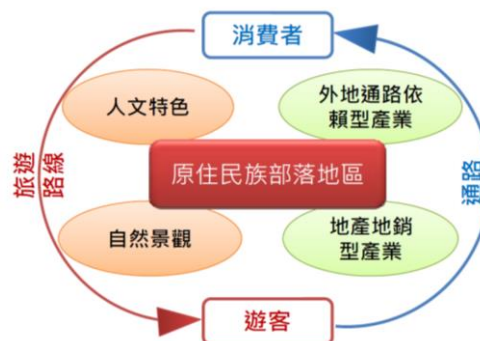 消費者
人文特色
外地通路依
賴型產業
旅遊
路線
原住民族部落地區
通路
自然景觀
地產地銷
型產業
遊客